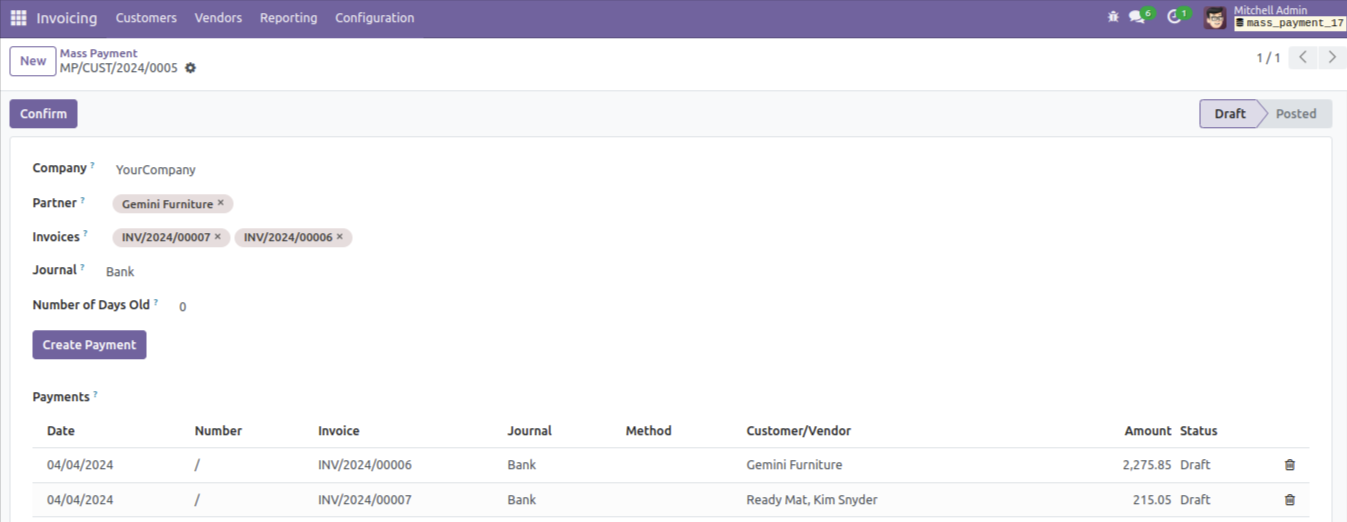 Invoicing Customers Vendors Reporting Configuration 6 1 Mitchell Admin
mass_payment_17
New Mass Payment
MP/CUST/2024/0005
1 / 1
Confirm Draft Posted
Company ? YourCompany
Partner ? Gemini Furniture ×
Invoices ? INV/2024/00007 × INV/2024/00006 ×
Journal ? Bank
Number of Days Old ? 0
Create Payment
Payments ?
Date Number Invoice Journal Method Customer/Vendor Amount Status
04/04/2024 / INV/2024/00006 Bank Gemini Furniture 2,275.85 Draft
04/04/2024 / INV/2024/00007 Bank Ready Mat, Kim Snyder 215.05 Draft